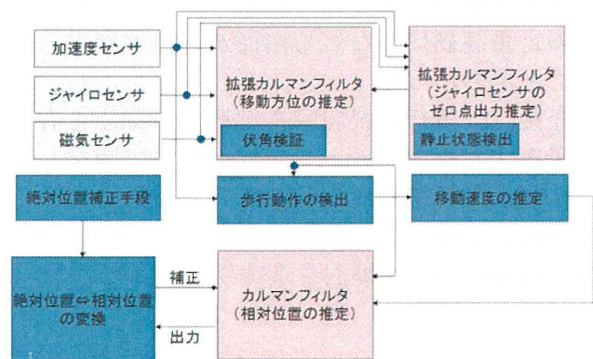 加速度センサ
ジャイロセンサ
磁気センサ
拡張カルマンフィルタ
(移動方位の推定)
伏角検証
拡張カルマンフィルタ
(ジャイロセンサの
ゼロ点出力推定)
静止状態検出
絶対位置補正手段
歩行動作の検出
移動速度の推定
絶対位置⇔相対位置
の変換
補正
出力
カルマンフィルタ
(相対位置の推定)